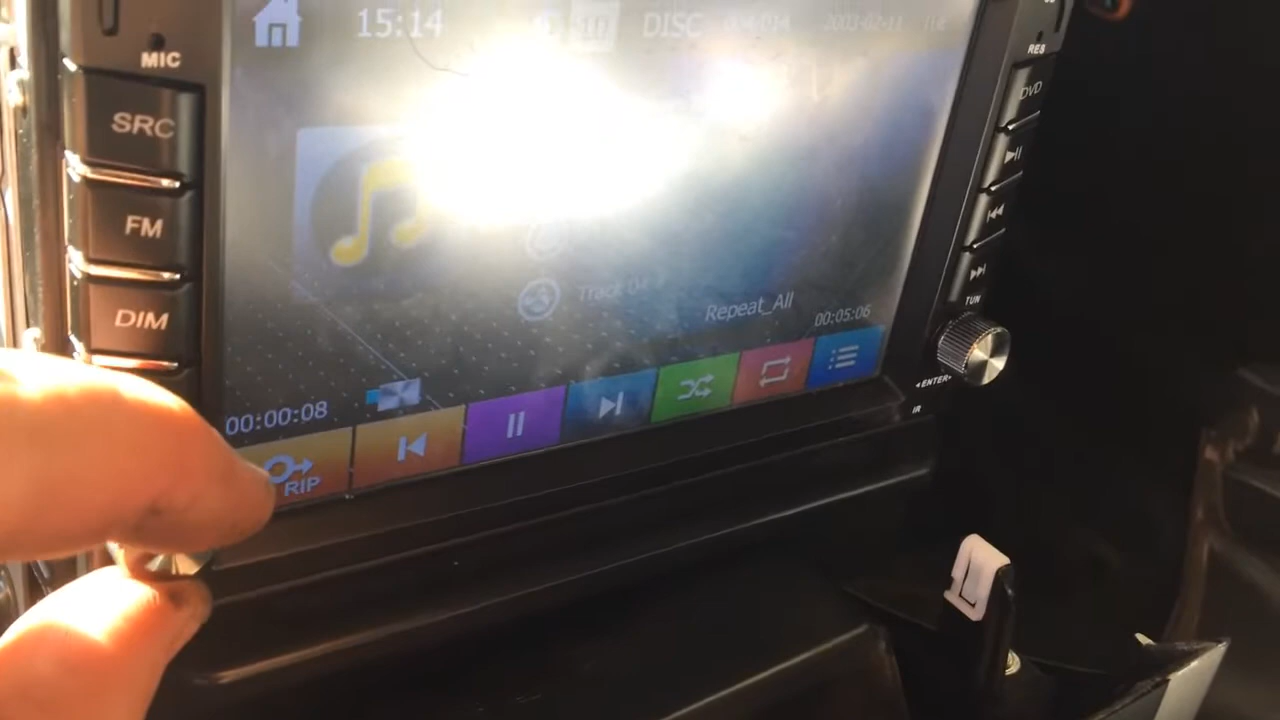 15:14
DISC
MIC
RES
SRC
DVD
FM
DIM
TUN
Repeat_All
00:05:06
ENTER
IR
00:00:08
RIP